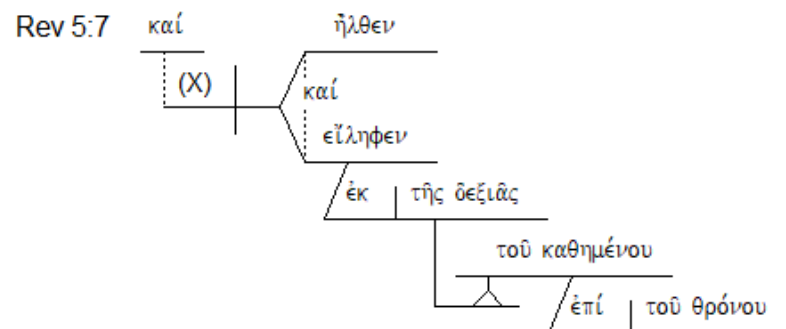 Rev 5:7 καί ἦλθεν
(X)
καί
εἴληφεν
ἐκ τῆς δεξιᾶς
τοῦ καθημένου
ἐπί τοῦ θρόνου